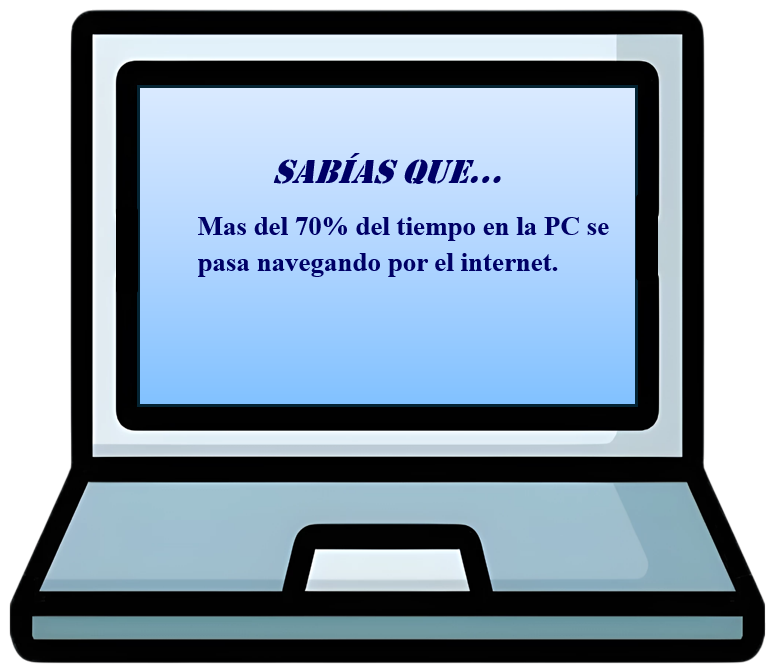 SABÍAS QUE...
Mas del 70% del tiempo en la PC se
pasa navegando por el internet.